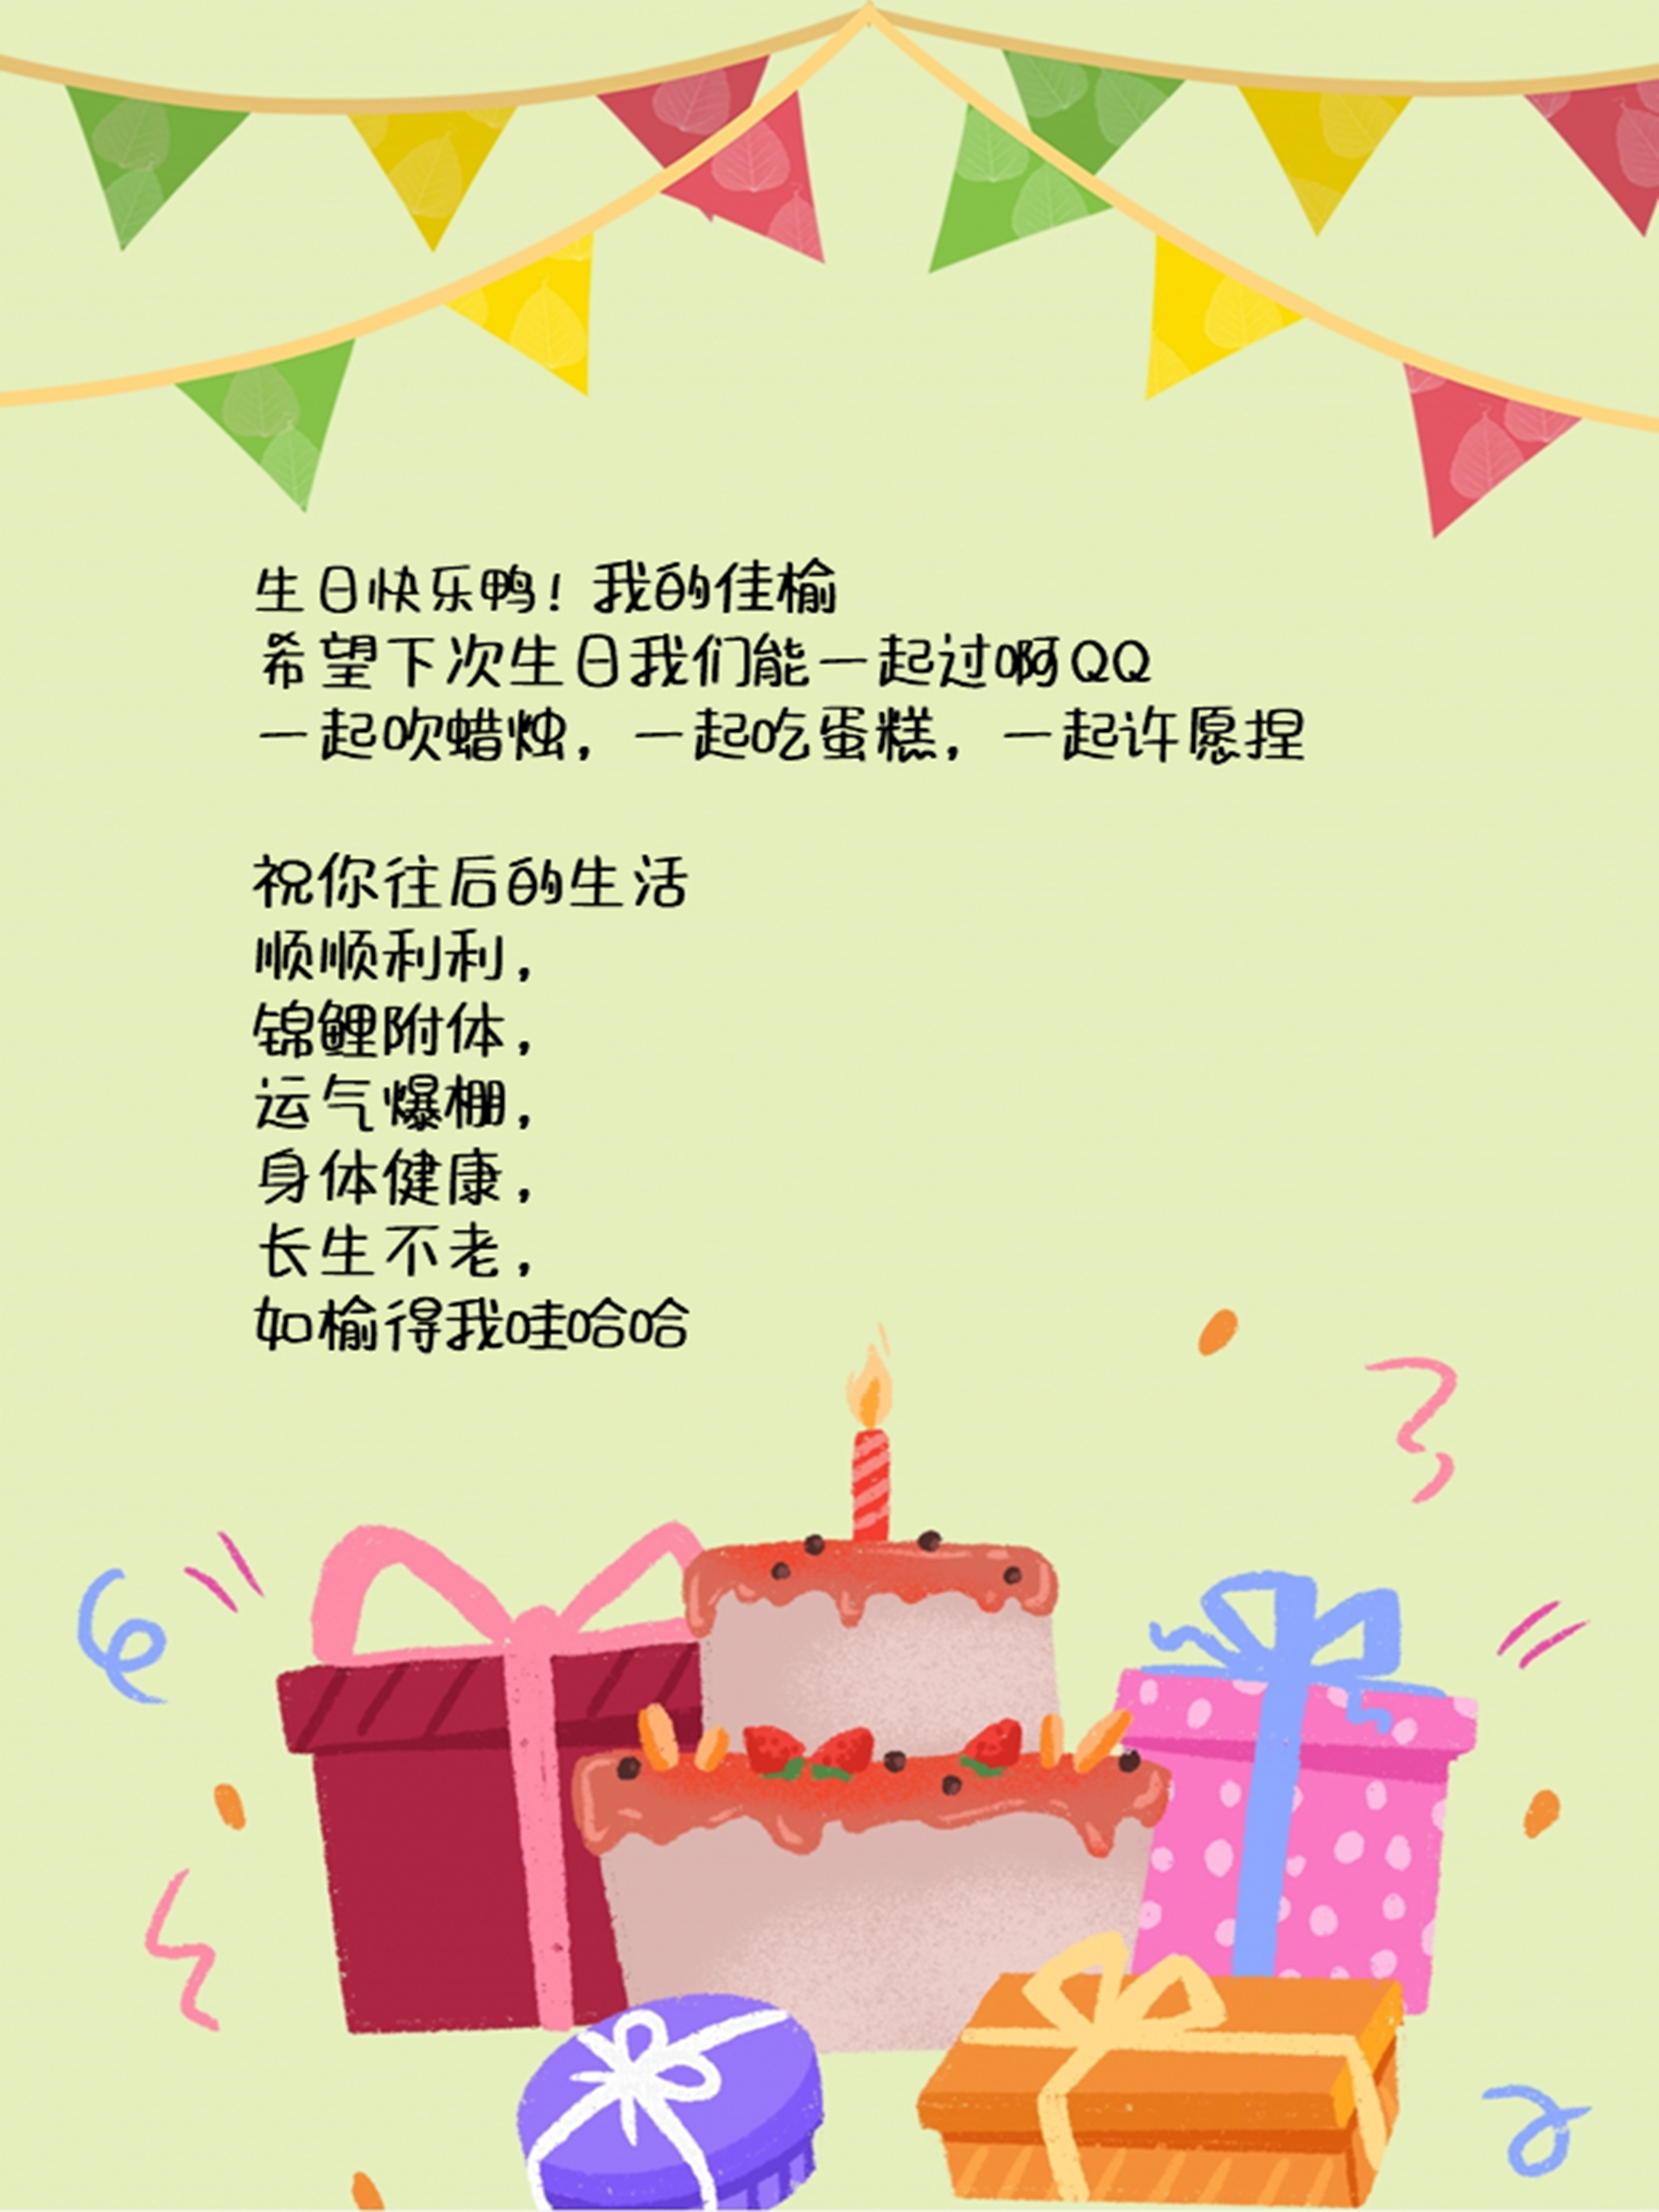 生日快乐鸭！我的佳榆
希望下次生日我们能一起过啊QQ
一起吹蜡烛，一起吃蛋糕，一起许愿捏
祝你往后的生活
顺顺利利，
锦鲤附体，
运气爆棚，
身体健康，
长生不老，
如榆得我哇哈哈